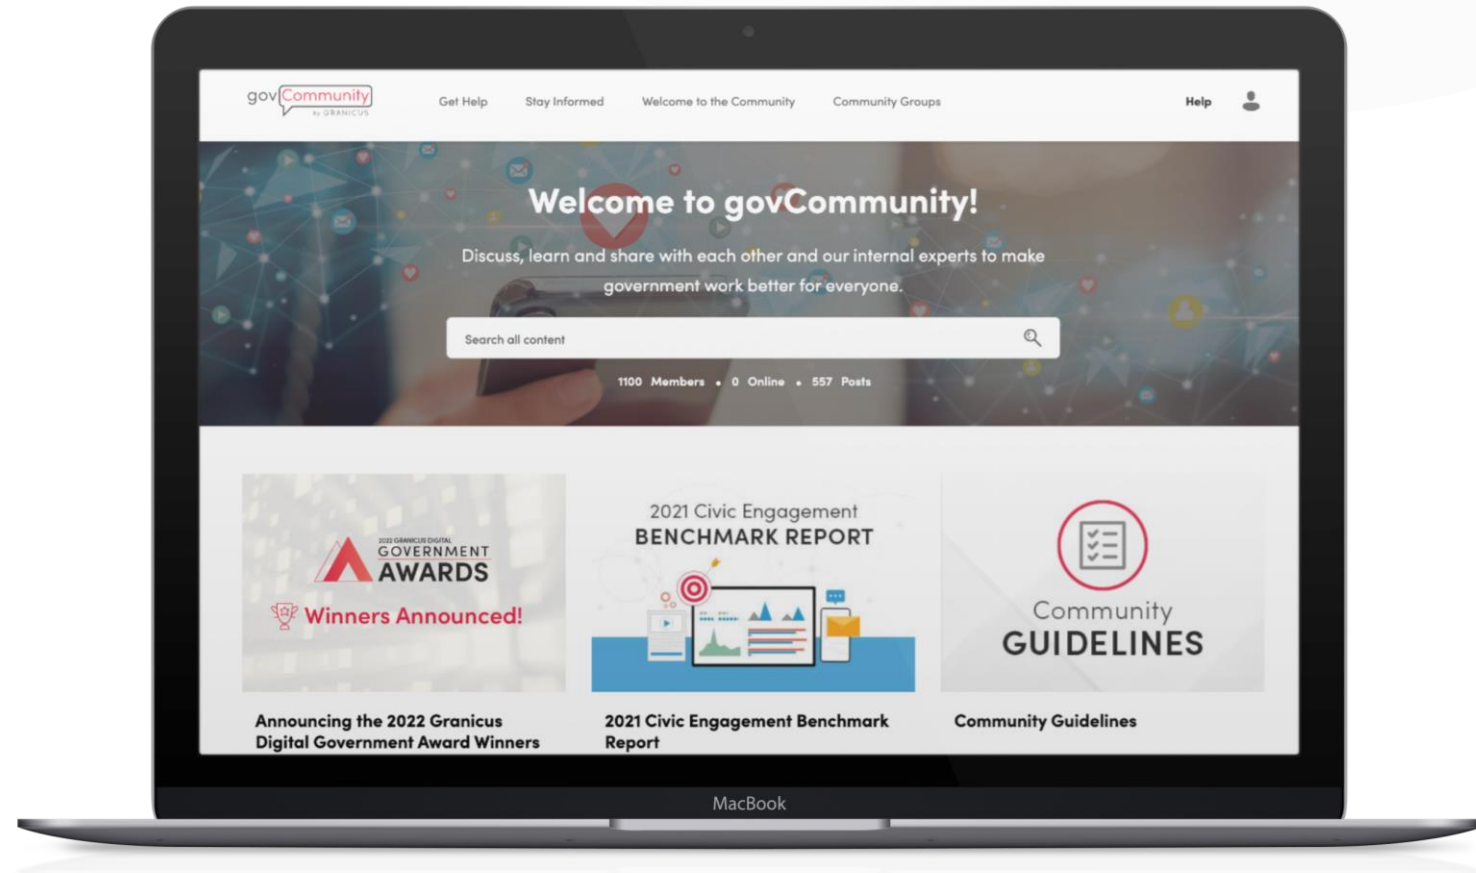 govCommunity
by GRANICUS
Get Help
Stay Informed
Welcome to the Community
Community Groups
Help
Welcome to govCommunity!
Discuss, learn and share with each other and our internal experts to make
government work better for everyone.
Search all content
1100 Members • 0 Online • 557 Posts
2022 GRANICUS DIGITAL
GOVERNMENT
AWARDS
Winners Announced!
2021 Civic Engagement
BENCHMARK REPORT
Community
GUIDELINES
Announcing the 2022 Granicus
Digital Government Award Winners
2021 Civic Engagement Benchmark
Report
Community Guidelines
MacBook